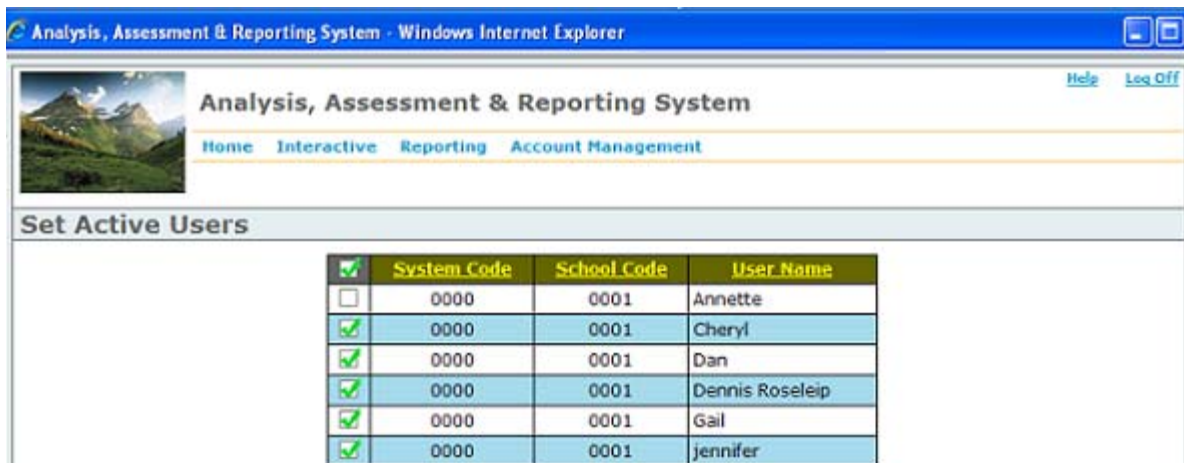 Analysis, Assessment & Reporting System - Windows Internet Explorer
Help Log Off
Analysis, Assessment & Reporting System
Home Interactive Reporting Account Management
Set Active Users
System Code School Code User Name
0000 0001 Annette
0000 0001 Cheryl
0000 0001 Dan
0000 0001 Dennis Roseleip
0000 0001 Gail
0000 0001 jennifer